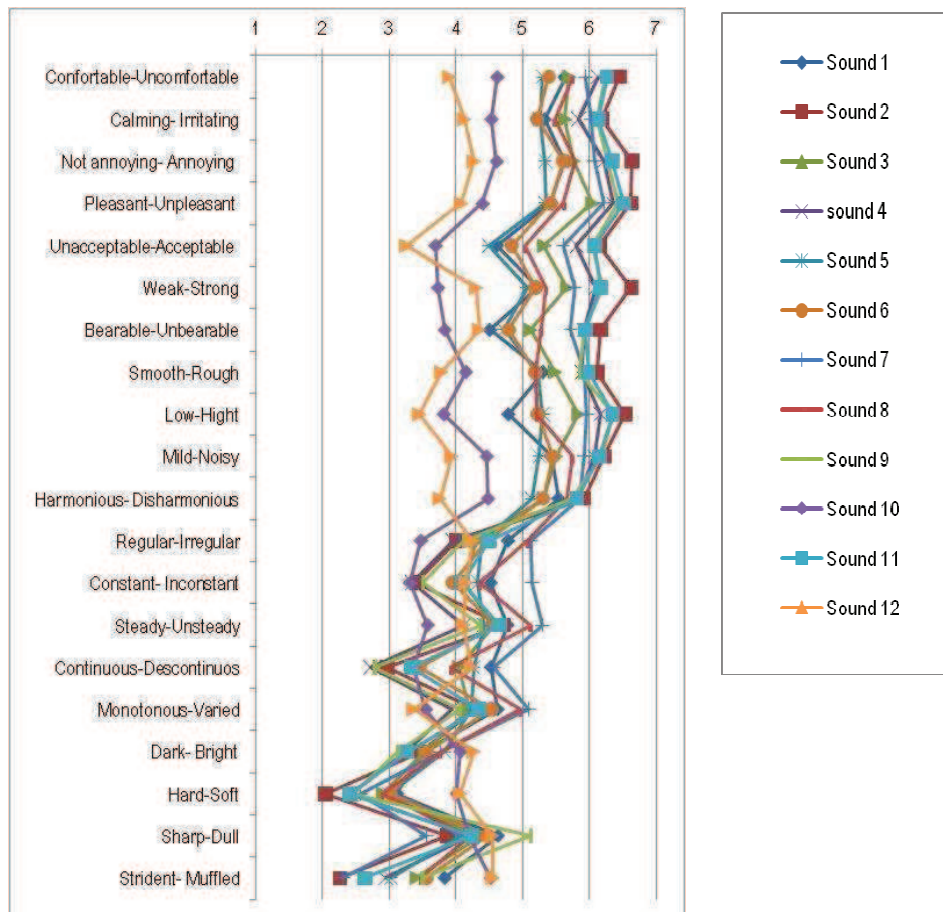 1 2 3 4 5 6 7
Confortable-Uncomfortable
Calming- Irritating
Not annoying- Annoying
Pleasant-Unpleasant
Unacceptable-Acceptable
Weak-Strong
Bearable-Unbearable
Smooth-Rough
Low-Hight
Mild-Noisy
Harmonious- Disharmonious
Regular-Irregular
Constant- Inconstant
Steady-Unsteady
Continuous-Descontinuos
Monotonous-Varied
Dark- Bright
Hard-Soft
Sharp-Dull
Strident- Muffled
Sound 1
Sound 2
Sound 3
sound 4
Sound 5
Sound 6
Sound 7
Sound 8
Sound 9
Sound 10
Sound 11
Sound 12